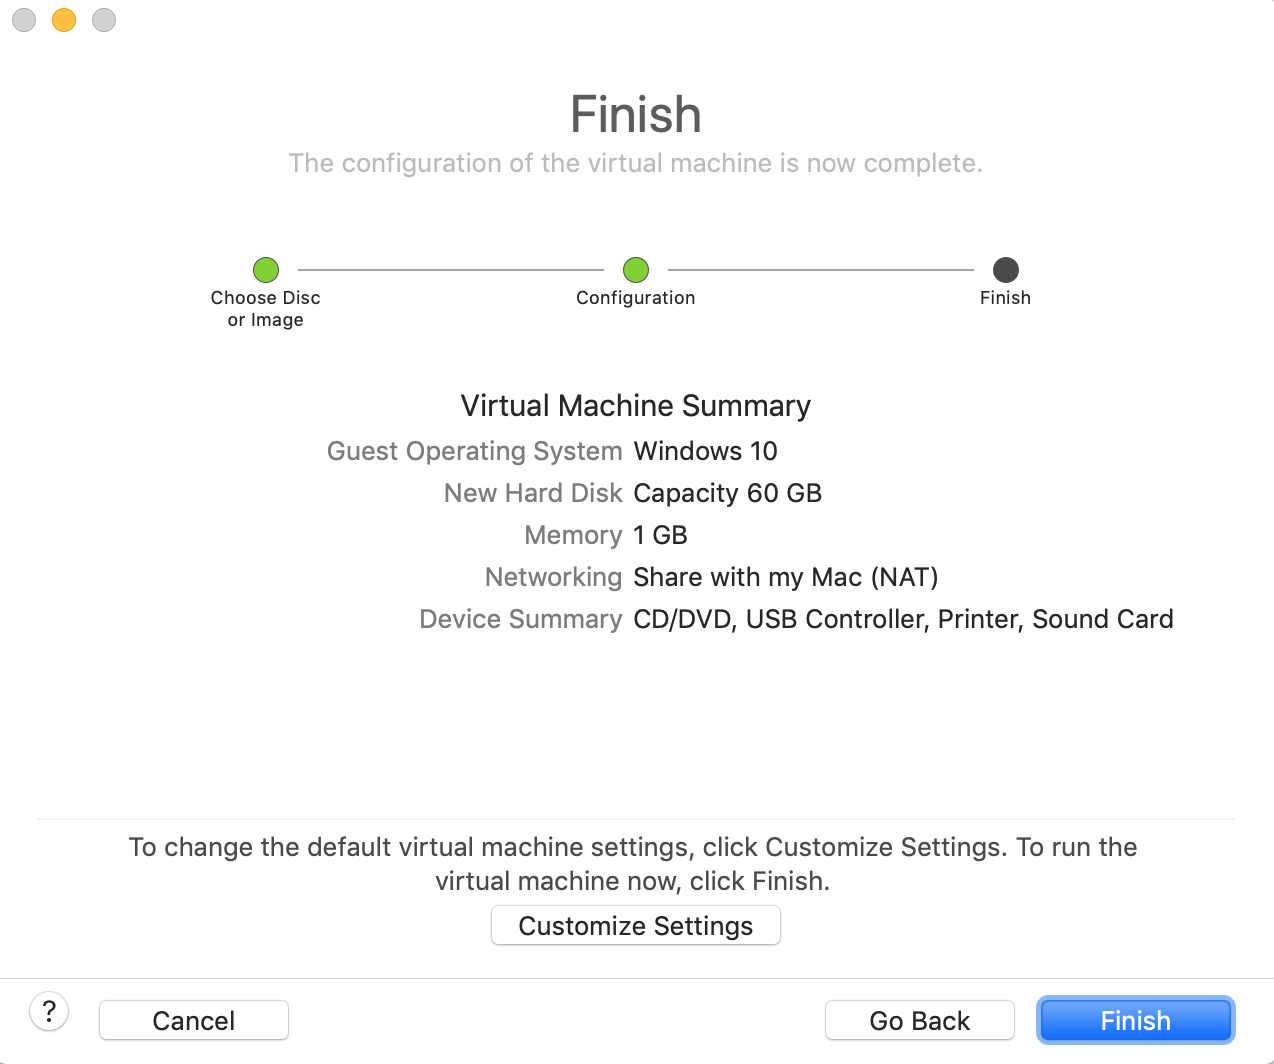 Finish
The configuration of the virtual machine is now complete.
Choose Disc
or Image
Configuration
Finish
Virtual Machine Summary
Guest Operating System Windows 10
New Hard Disk Capacity 60 GB
Memory 1 GB
Networking Share with my Mac (NAT)
Device Summary CD/DVD, USB Controller, Printer, Sound Card
To change the default virtual machine settings, click Customize Settings. To run the
virtual machine now, click Finish.
Customize Settings
? Cancel Go Back Finish